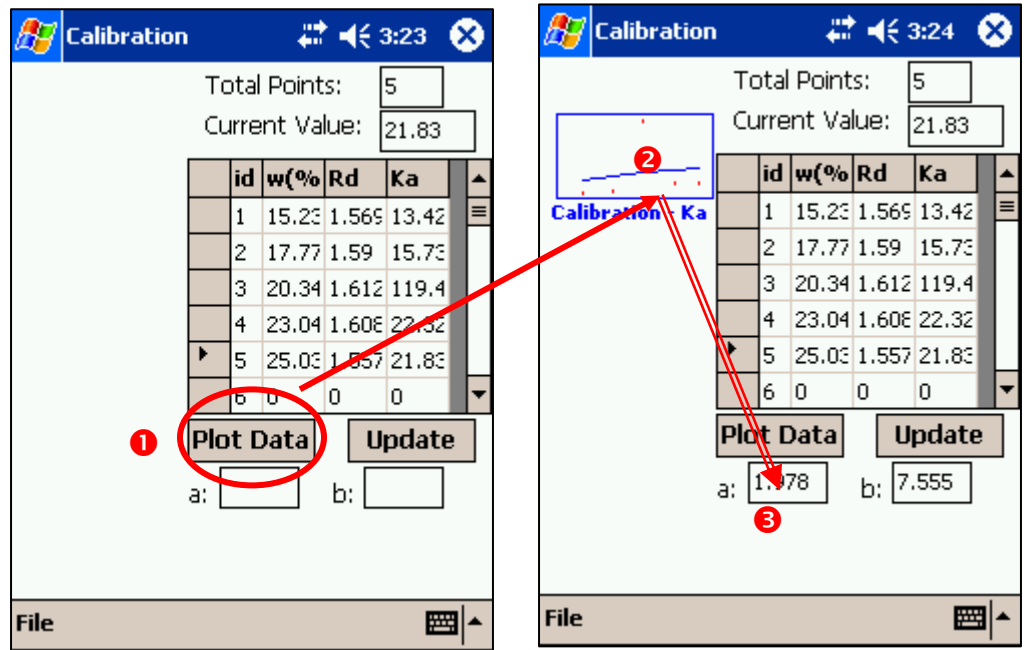 Calibration 3:23
Total Points: 5
Current Value: 21.83
id w(% Rd Ka
1 15.23 1.569 13.42
2 17.77 1.59 15.73
3 20.34 1.612 119.4
4 23.04 1.608 22.32
5 25.03 1.557 21.83
6 0 0 0
❶ Plot Data Update
a: b:
File
Calibration 3:24
Total Points: 5
Current Value: 21.83
❷
Calibration - Ka
id w(% Rd Ka
1 15.23 1.569 13.42
2 17.77 1.59 15.73
3 20.34 1.612 119.4
4 23.04 1.608 22.32
5 25.03 1.557 21.83
6 0 0 0
Plot Data Update
a: 1.978 b: 7.555
❸
File